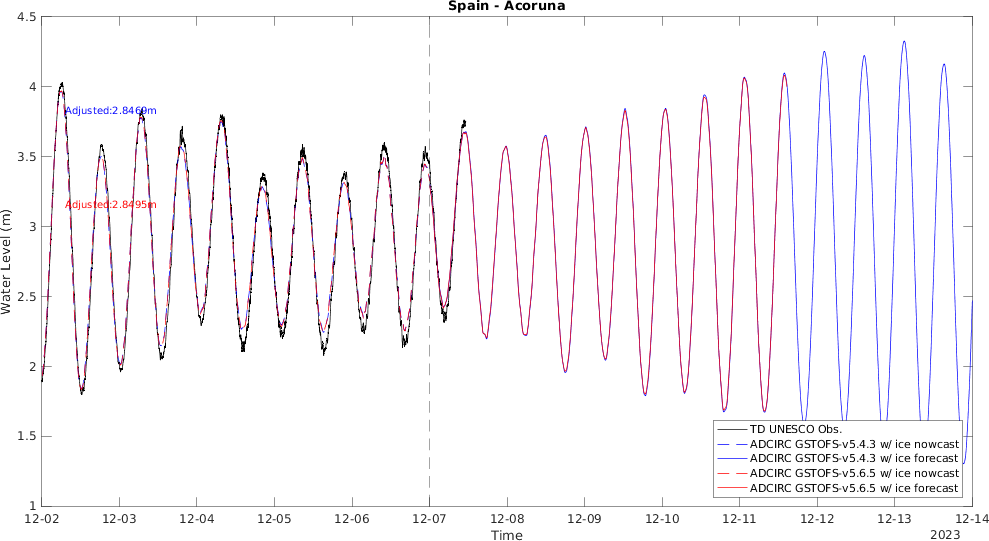 Spain - Acoruna
4.5
4
3.5
3
2.5
2
1.5
1
Water Level (m)
Adjusted:2.8469m
Adjusted:2.8495m
TD UNESCO Obs.
ADCIRC GSTOFS-v5.4.3 w/ ice nowcast
ADCIRC GSTOFS-v5.4.3 w/ ice forecast
ADCIRC GSTOFS-v5.6.5 w/ ice nowcast
ADCIRC GSTOFS-v5.6.5 w/ ice forecast
12-02 12-03 12-04 12-05 12-06 12-07 12-08 12-09 12-10 12-11 12-12 12-13 12-14
Time
2023